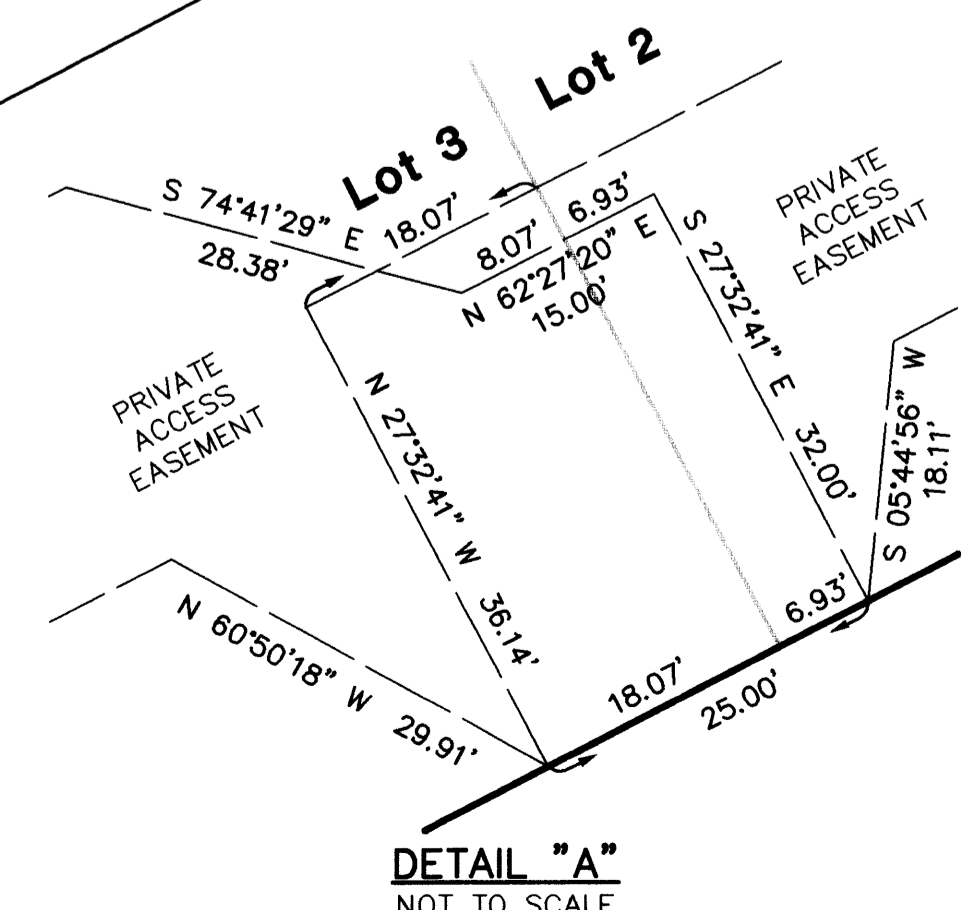 Lot 2
Lot 3
S 74°41'29" E
28.38'
18.07'
8.07'
6.93'
N 62°27'20" E
15.00'
PRIVATE
ACCESS
EASEMENT
S 27°32'41" E 32.00'
PRIVATE
ACCESS
EASEMENT
N 27°32'41" W 36.14'
S 05°44'56" W
18.11'
N 60°50'18" W 29.91'
6.93'
18.07'
25.00'
DETAIL "A"
NOT TO SCALE